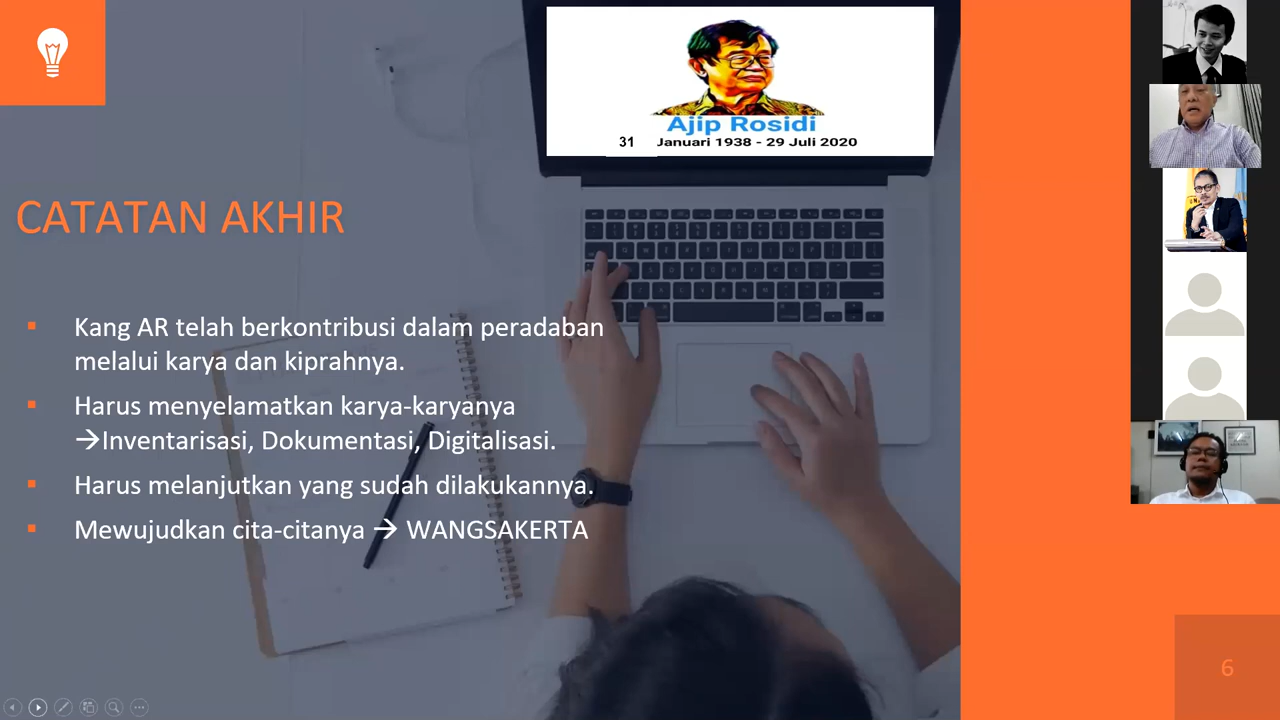 Ajip Rosidi
31 Januari 1938 - 29 Juli 2020
CATATAN AKHIR
▪ Kang AR telah berkontribusi dalam peradaban
melalui karya dan kiprahnya.
▪ Harus menyelamatkan karya-karyanya
→Inventarisasi, Dokumentasi, Digitalisasi.
▪ Harus melanjutkan yang sudah dilakukannya.
▪ Mewujudkan cita-citanya → WANGSAKERTA
6